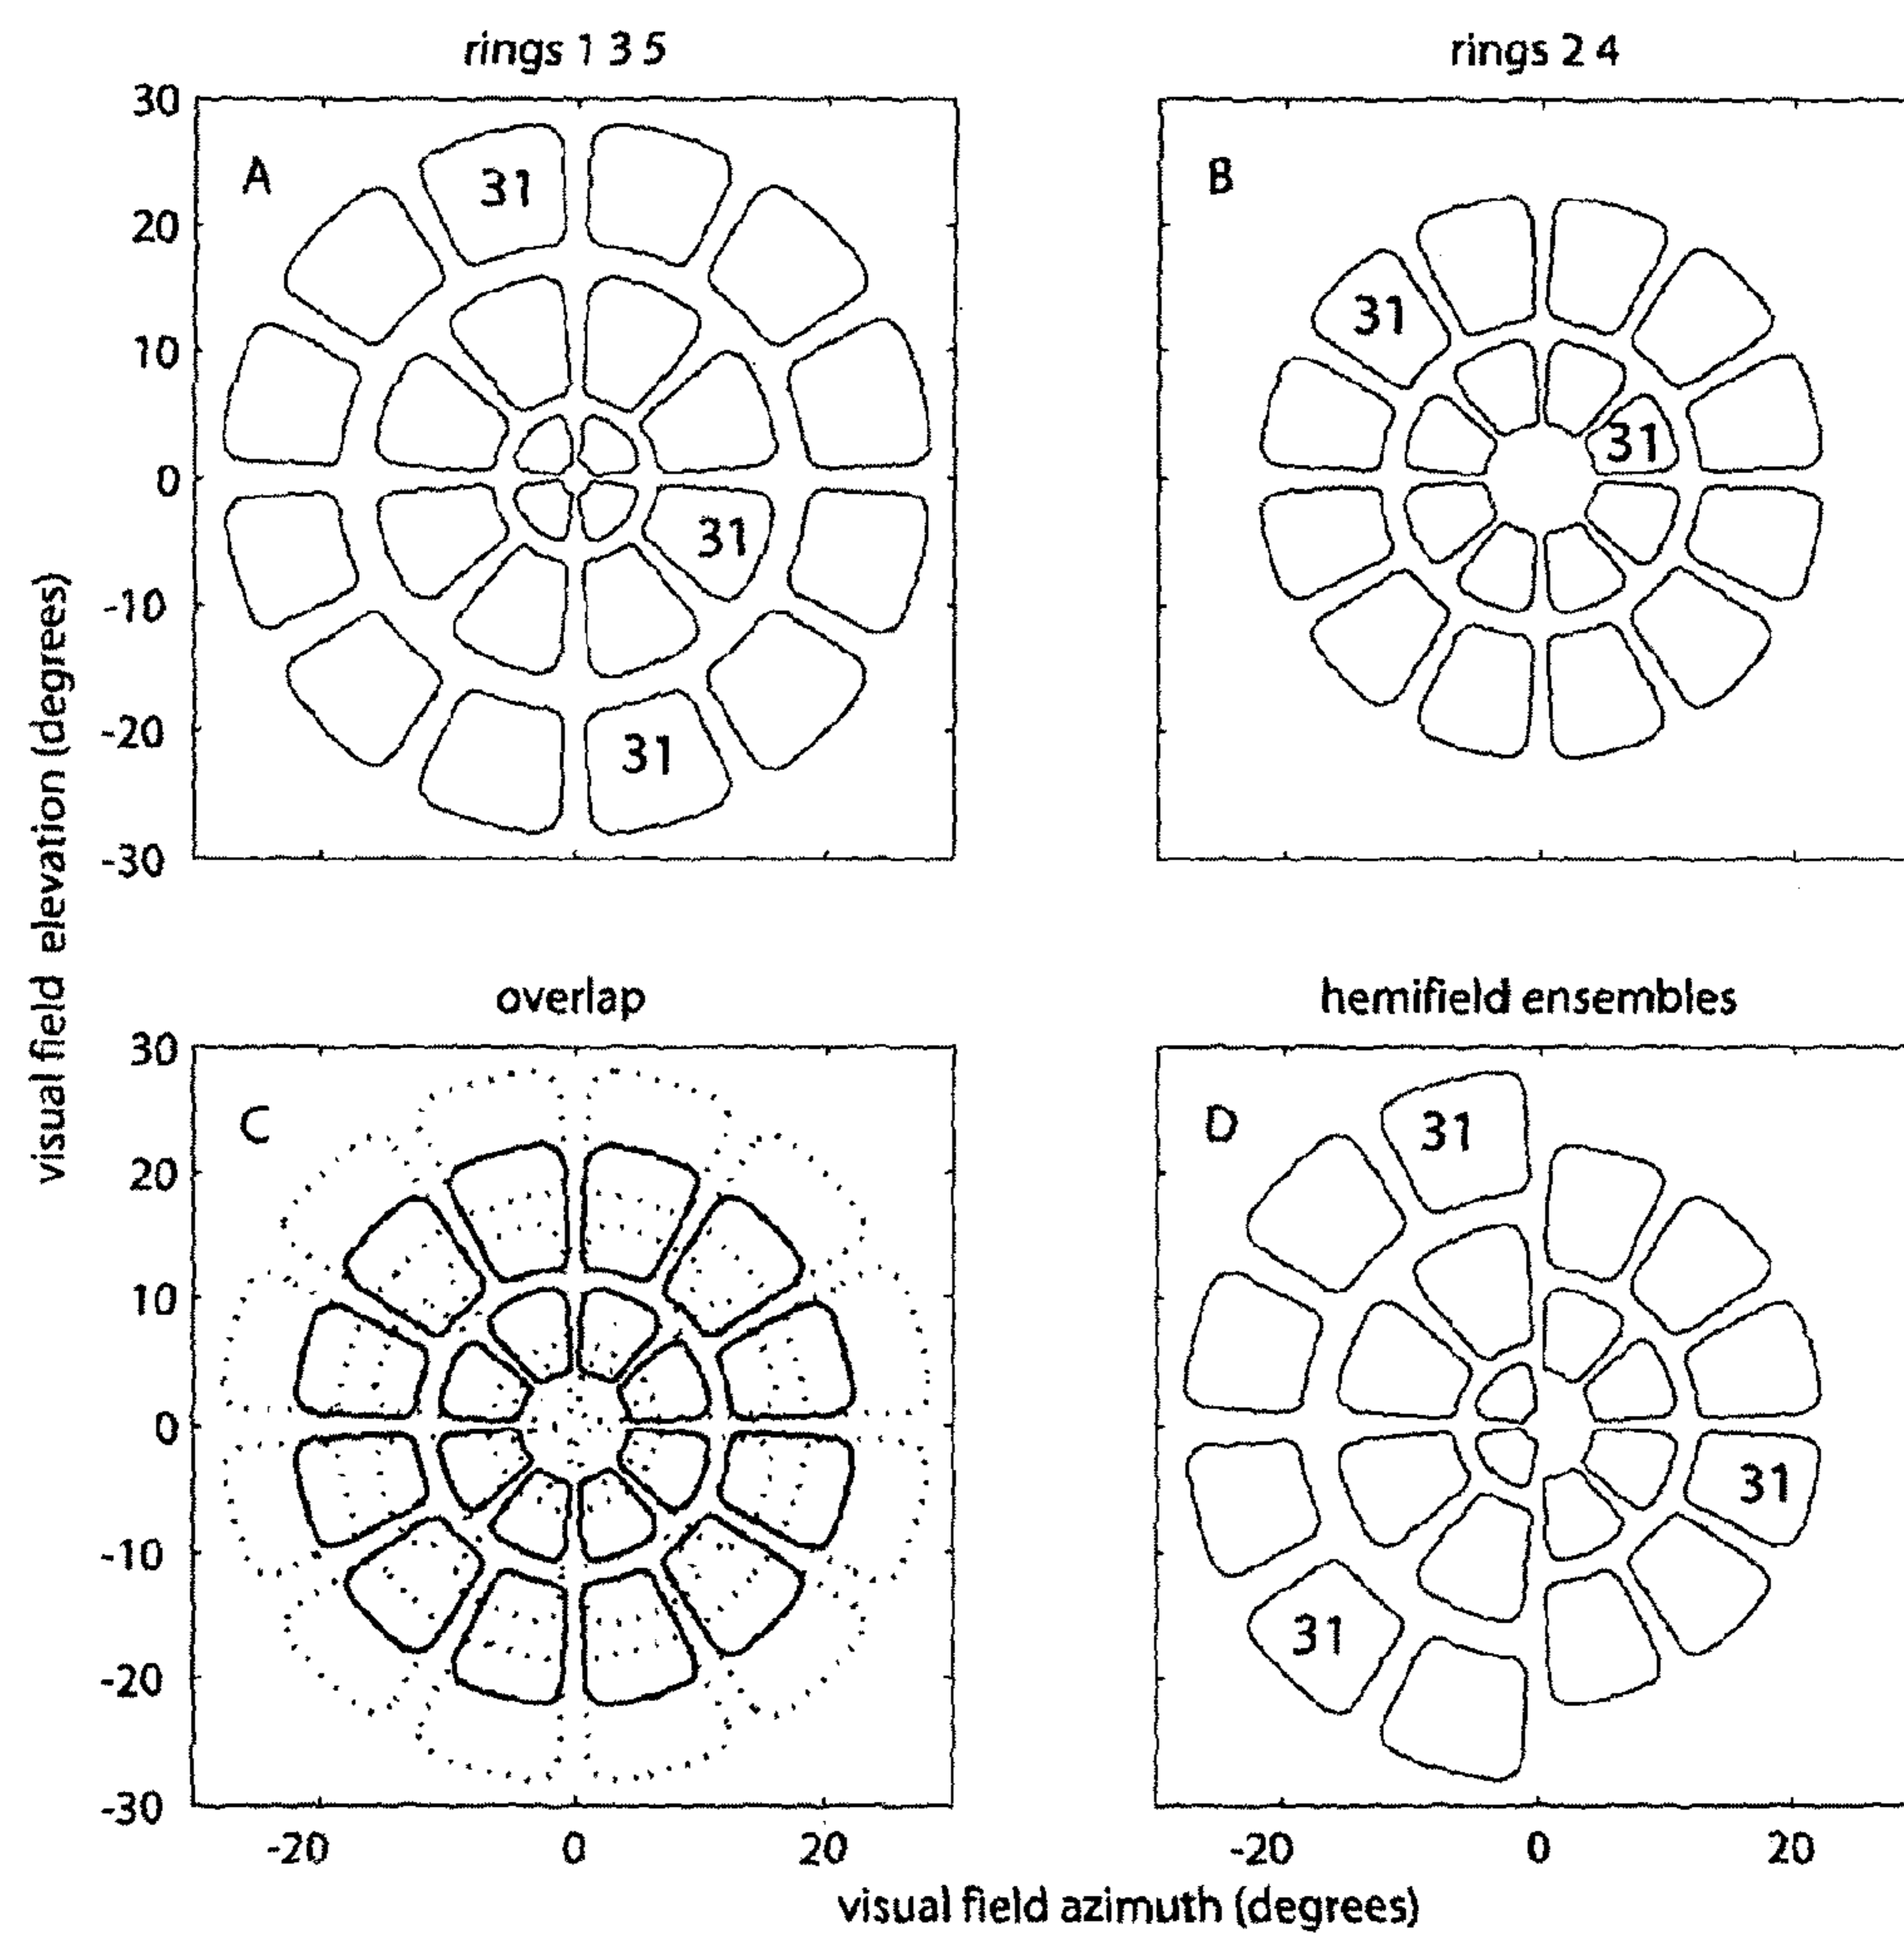 rings 1 3 5
rings 2 4
30
20
10
0
-10
-20
-30
A
31
31
31
B
31
31
visual field elevation (degrees)
overlap
hemifield ensembles
30
20
10
0
-10
-20
-30
C
D
31
31
31
-20
0
20
-20
0
20
visual field azimuth (degrees)